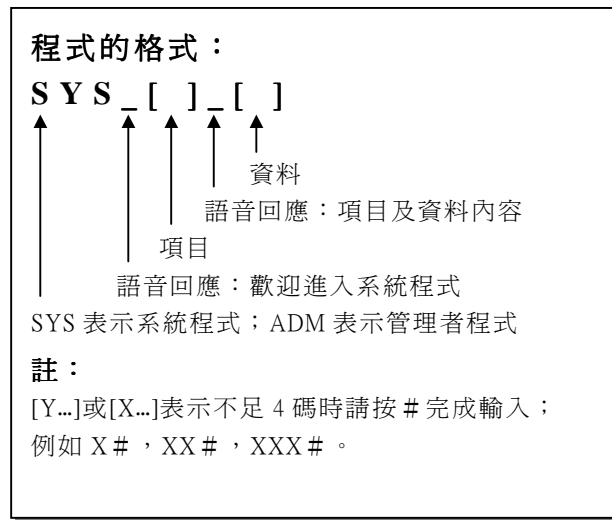 程式的格式：
SYS_[ ]_[ ]
資料
語音回應：項目及資料內容
項目
語音回應：歡迎進入系統程式
SYS 表示系統程式；ADM 表示管理者程式
註：
[Y…]或[X…]表示不足 4 碼時請按＃完成輸入；
例如 X＃，XX＃，XXX＃。